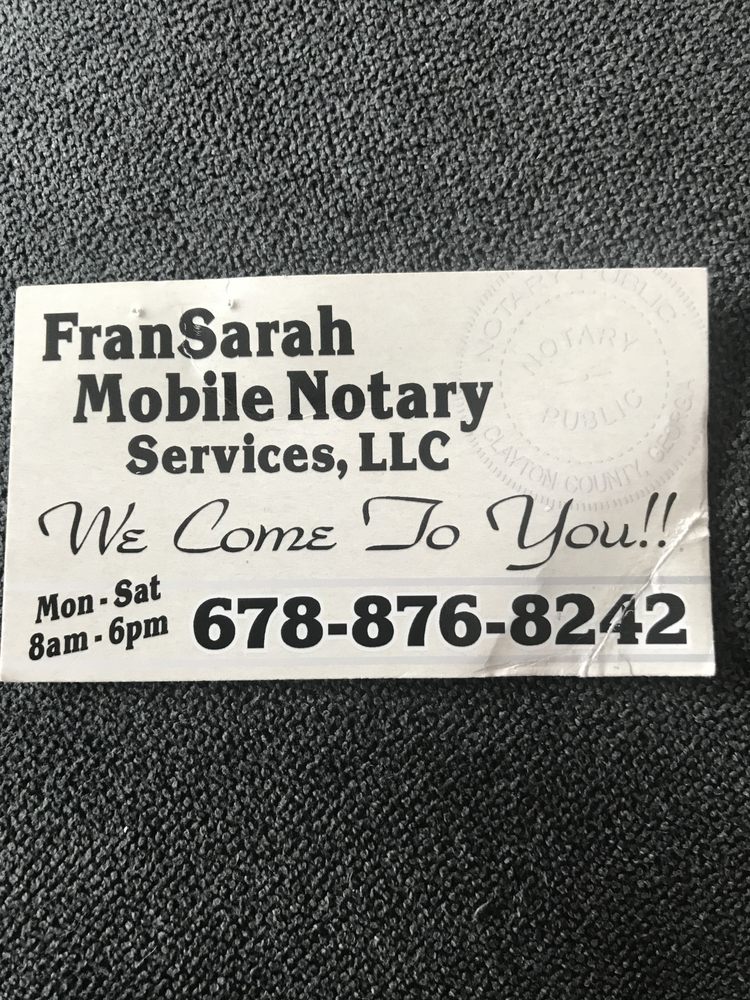 FranSarah
Mobile Notary
Services, LLC
We Come To You!!
Mon - Sat
8am - 6pm
678-876-8242
NOTARY PUBLIC
CLAYTON COUNTY, GEORGIA
NOTARY
PUBLIC